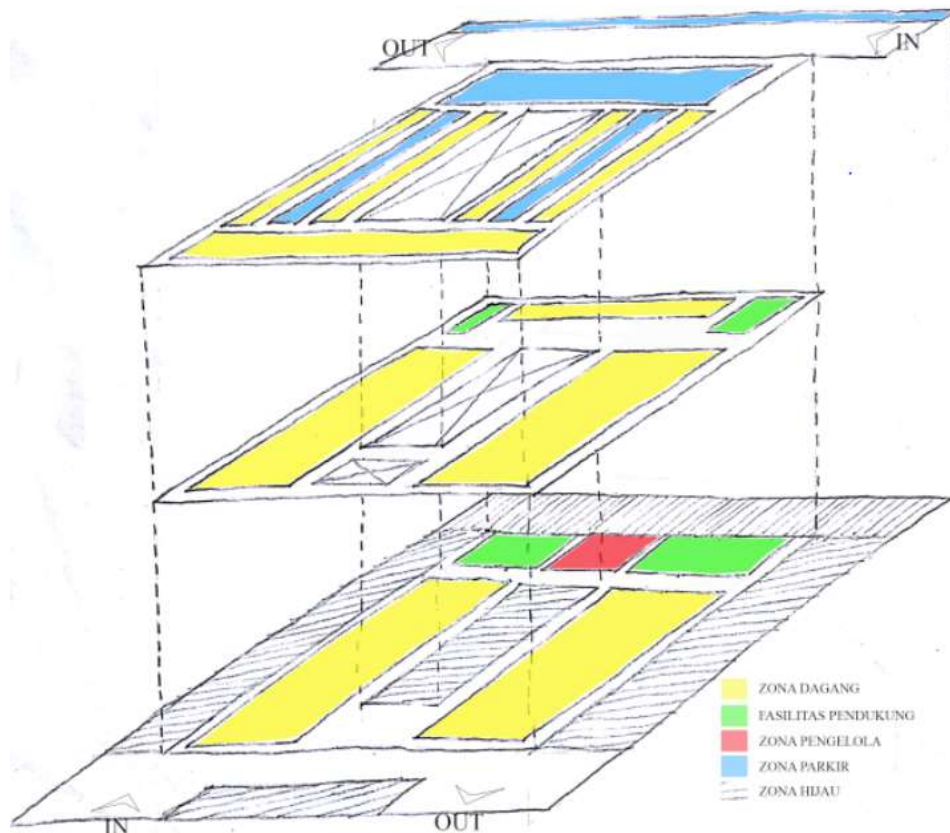 OUT
IN
ZONA DAGANG
FASILITAS PENDUKUNG
ZONA PENGELOLA
ZONA PARKIR
ZONA HIJAU
IN
OUT